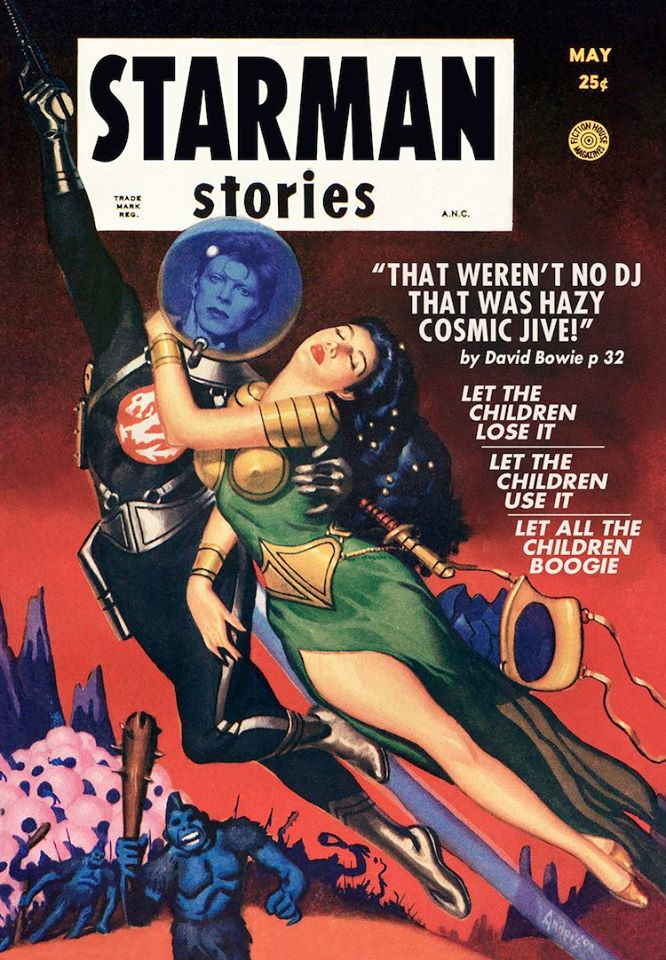 STARMAN
stories
TRADE
MARK
REG.
A.N.C.
MAY
25¢
FICTION HOUSE
MAGAZINES
“THAT WEREN’T NO DJ
THAT WAS HAZY
COSMIC JIVE!”
by David Bowie p 32
LET THE
CHILDREN
LOSE IT
LET THE
CHILDREN
USE IT
LET ALL THE
CHILDREN
BOOGIE
Anderson